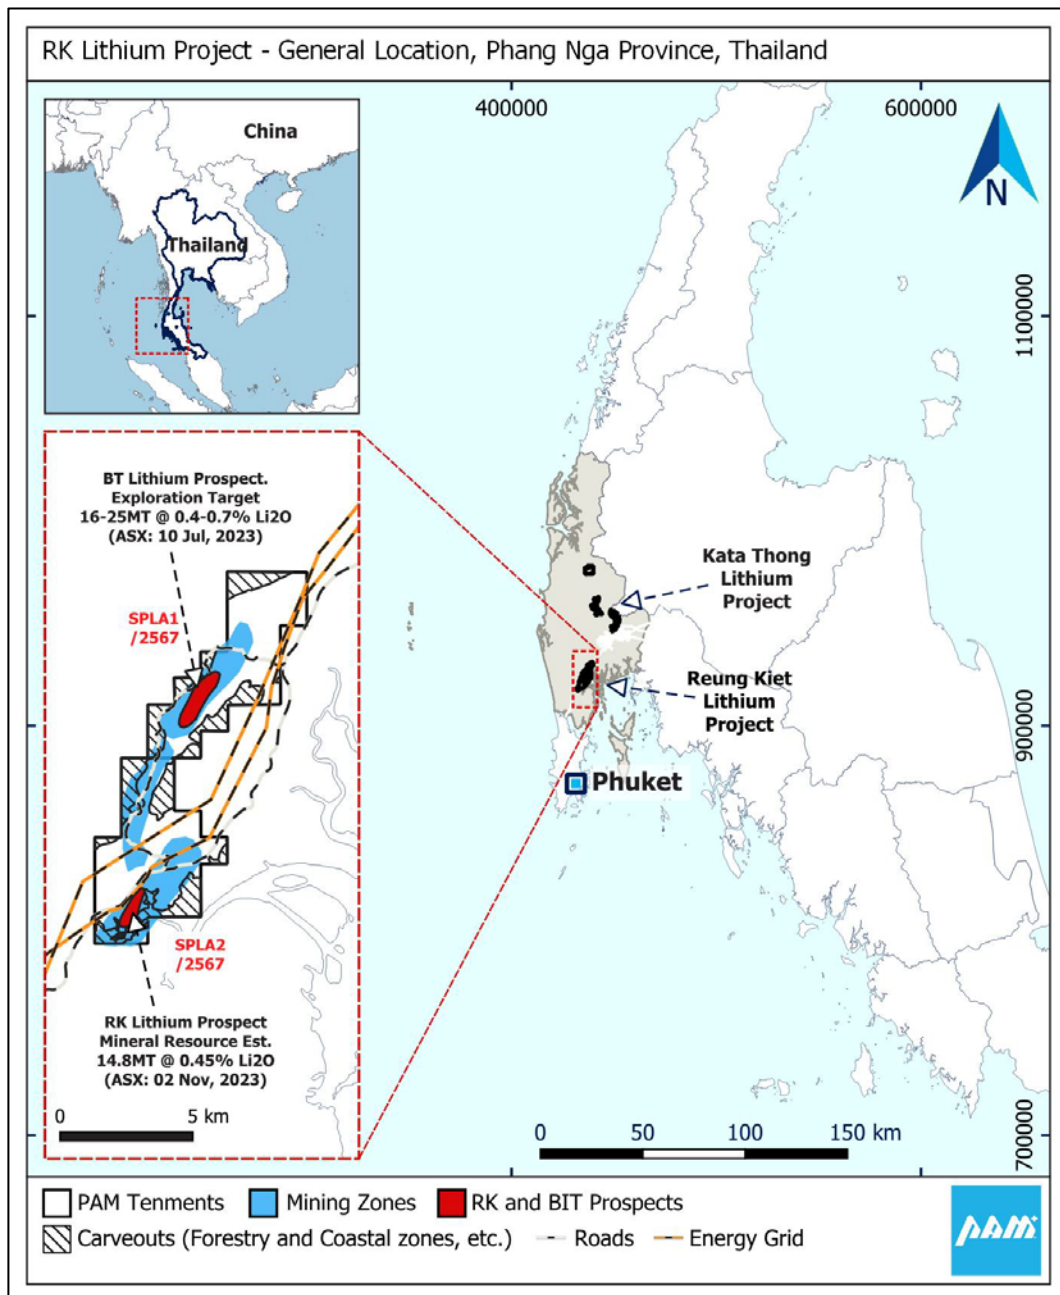 RK Lithium Project - General Location, Phang Nga Province, Thailand
400000
600000
China
Thailand
N
1100000
BT Lithium Prospect.
Exploration Target
16-25MT @ 0.4-0.7% Li2O
(ASX: 10 Jul, 2023)
SPLA1
/2567
Kata Thong
Lithium
Project
Reung Kiet
Lithium
Project
900000
Phuket
SPLA2
/2567
RK Lithium Prospect
Mineral Resource Est.
14.8MT @ 0.45% Li2O
(ASX: 02 Nov, 2023)
0 5 km
0 50 100 150 km
700000
PAM Tenments Mining Zones RK and BIT Prospects
Carveouts (Forestry and Coastal zones, etc.) Roads Energy Grid
PAM